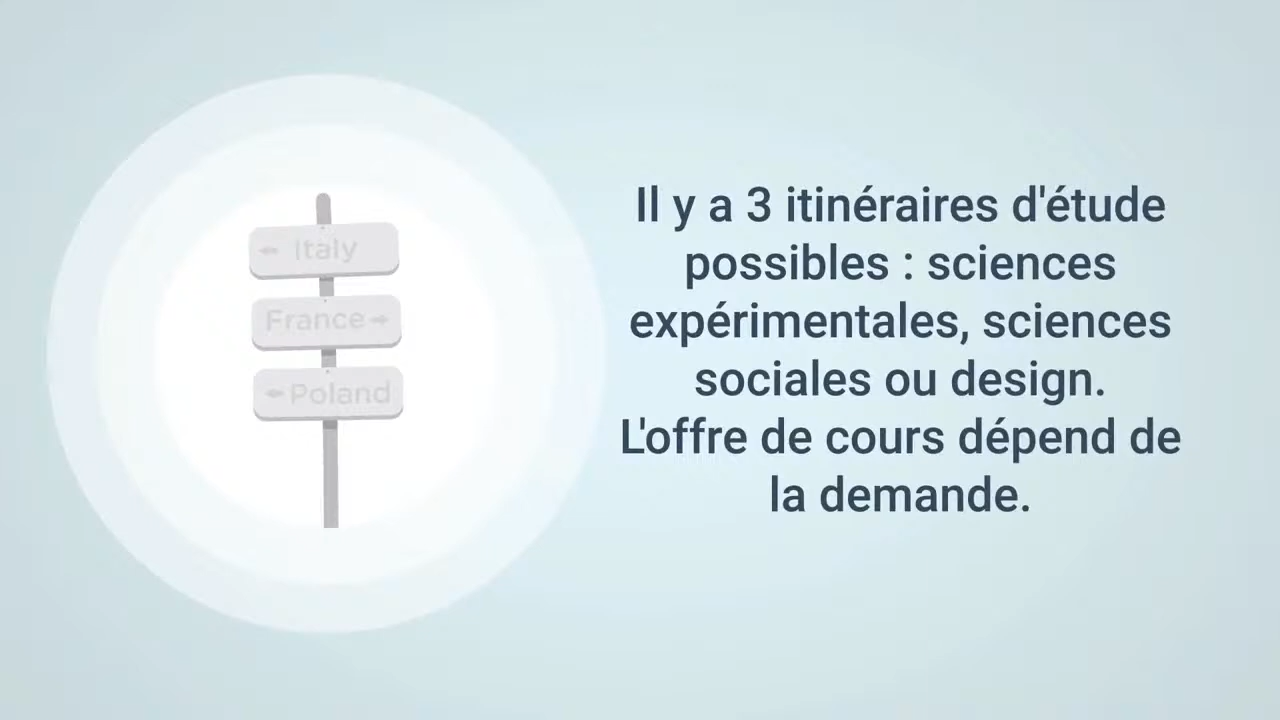 Italy
France
Poland
Il y a 3 itinéraires d'étude
possibles : sciences
expérimentales, sciences
sociales ou design.
L'offre de cours dépend de
la demande.